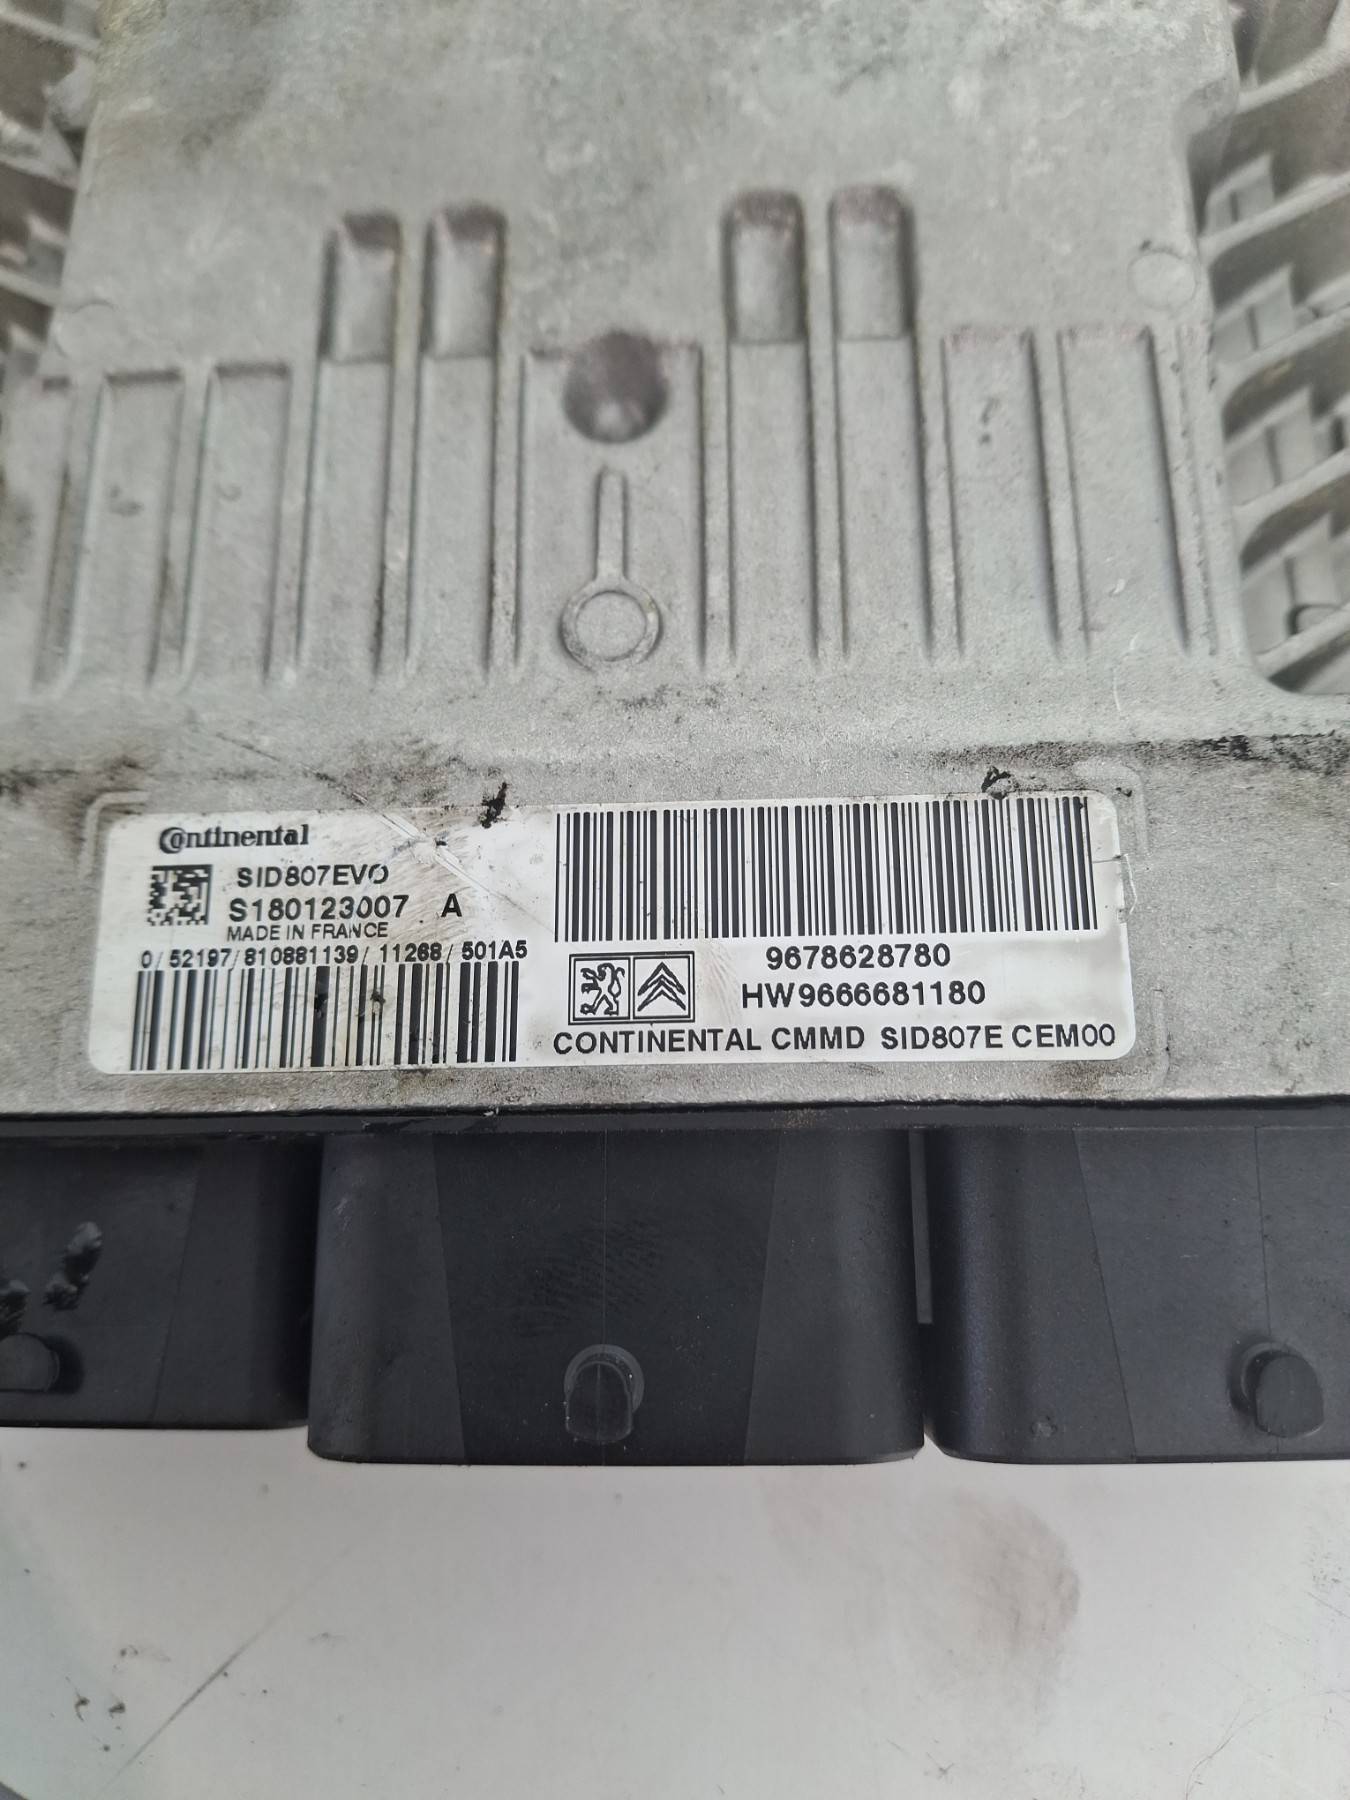 Continental
SID807EVO
S180123007 A
MADE IN FRANCE
0/52197/810881139/11268/501A5
9678628780
HW9666681180
CONTINENTAL CMMD SID807E CEM00